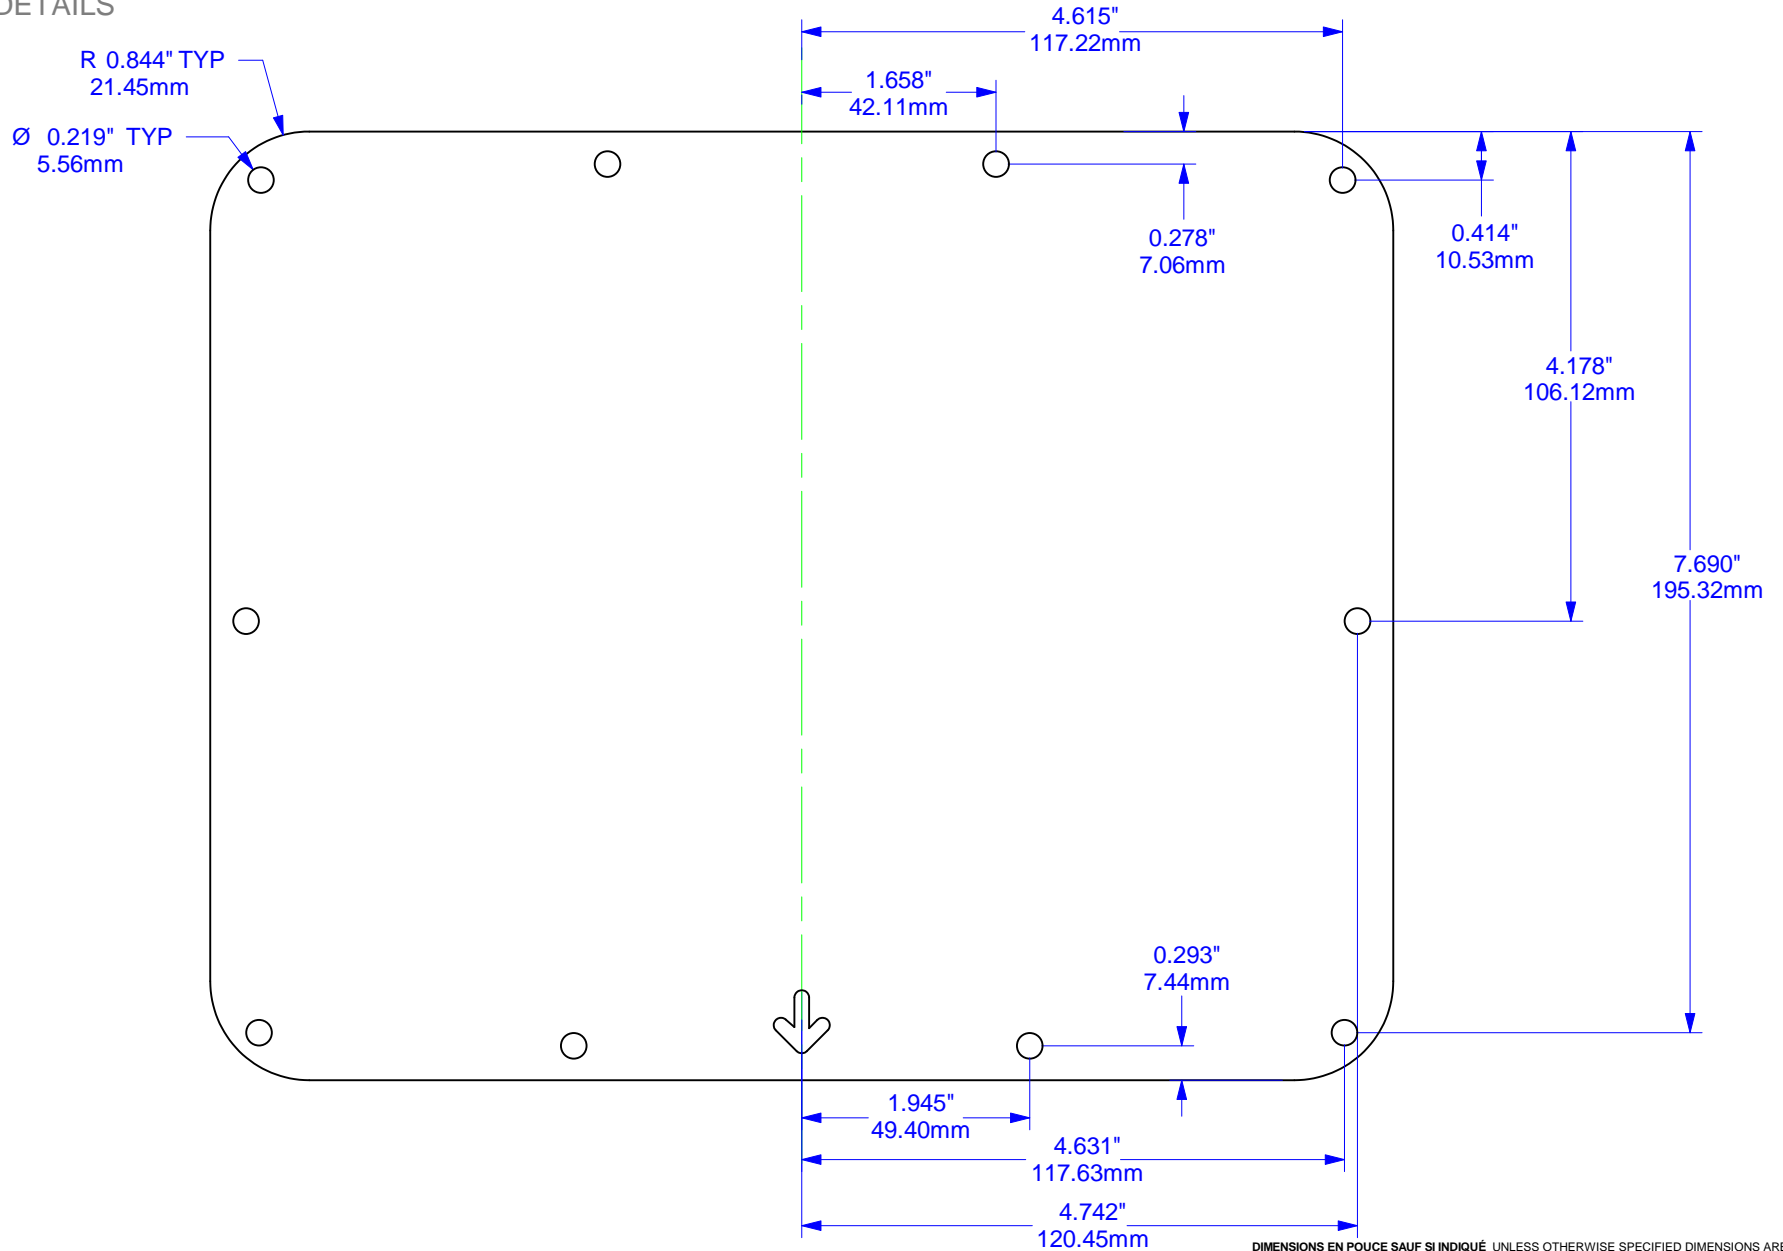 DETAILS
4.615"
117.22mm
R 0.844" TYP
21.45mm
1.658"
42.11mm
Ø 0.219" TYP
5.56mm
0.278"
7.06mm
0.414"
10.53mm
4.178"
106.12mm
7.690"
195.32mm
0.293"
7.44mm
1.945"
49.40mm
4.631"
117.63mm
4.742"
120.45mm
DIMENSIONS EN POUCE SAUF SI INDIQUÉ UNLESS OTHERWISE SPECIFIED DIMENSIONS ARE